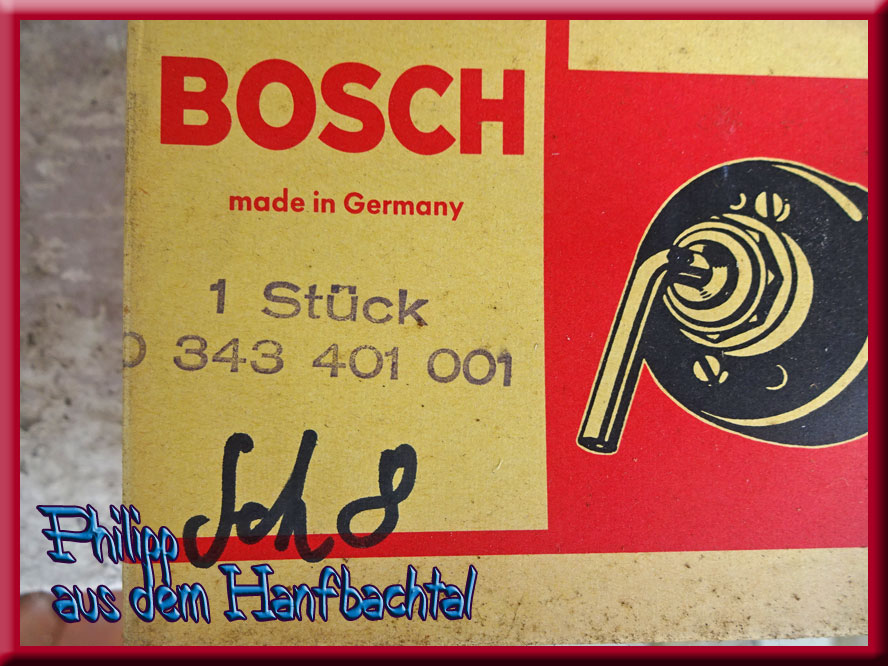 BOSCH
made in Germany
1 Stück
0 343 401 001
Sch 8
Philipp
aus dem Hanfbachtal